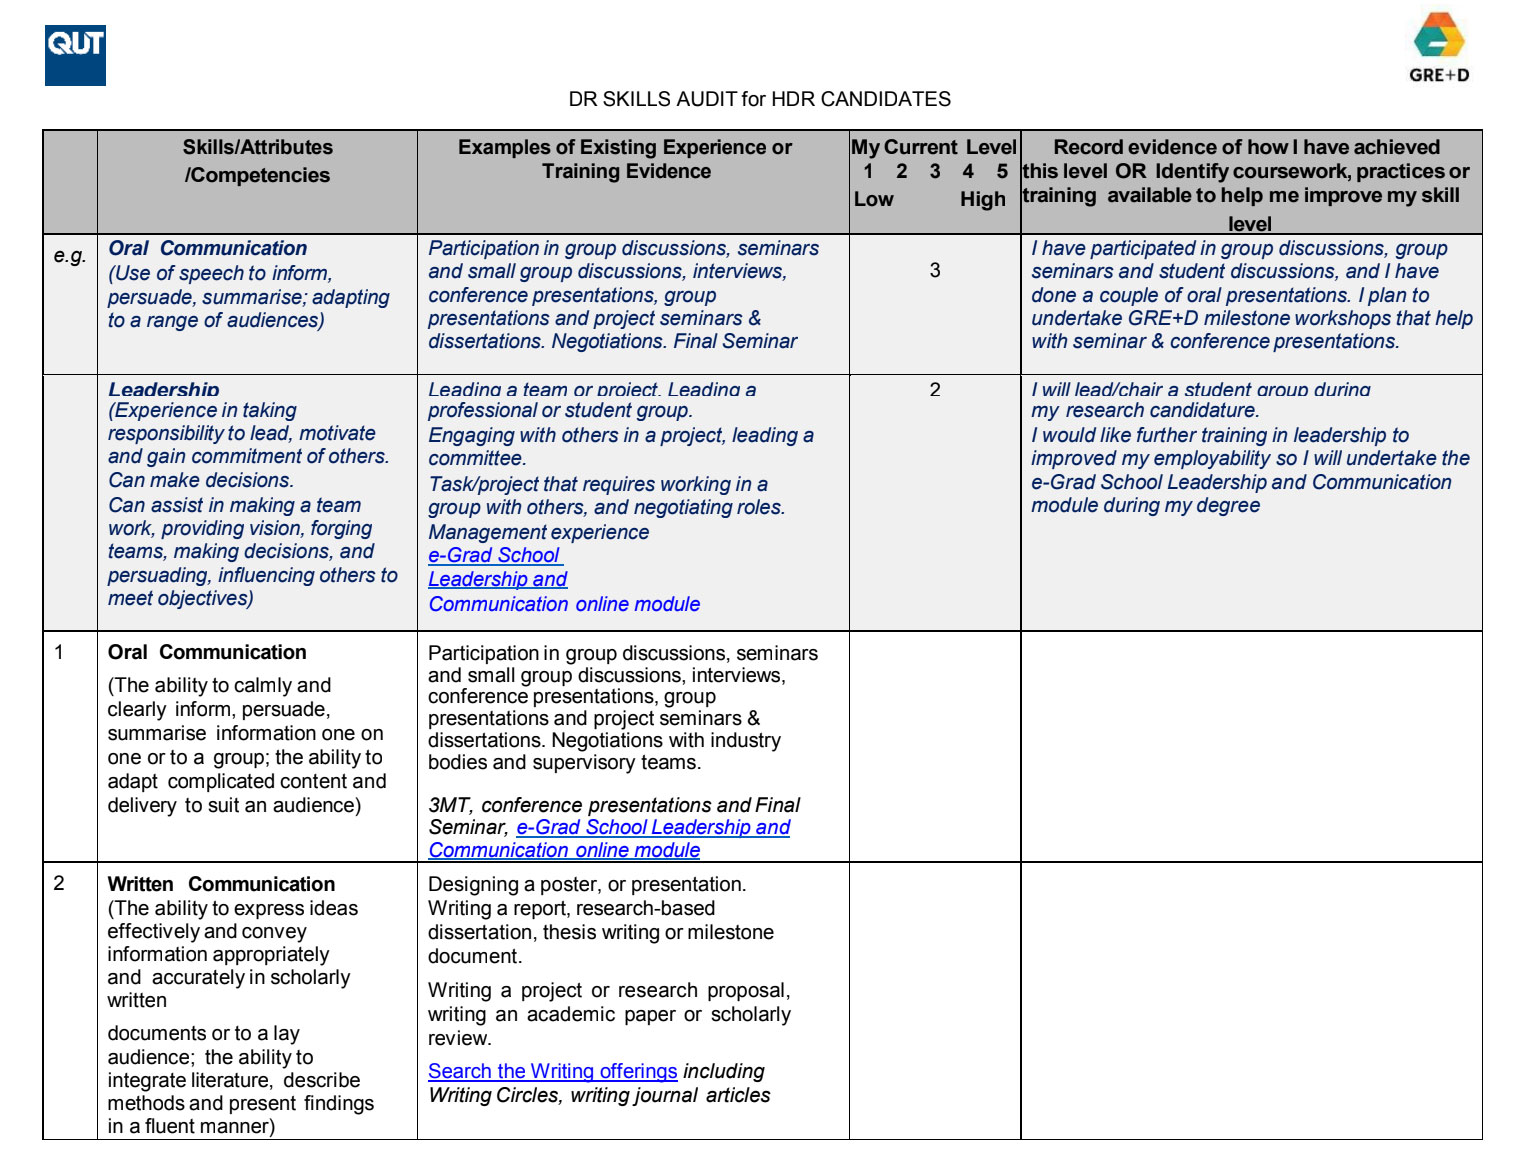 QUT
GRE+D
DR SKILLS AUDIT for HDR CANDIDATES
Skills/Attributes
/Competencies
Examples of Existing Experience or
Training Evidence
My Current Level
1 2 3 4 5
Low High
Record evidence of how I have achieved
this level OR Identify coursework, practices or
training available to help me improve my skill
level
e.g.
Oral Communication
(Use of speech to inform,
persuade, summarise; adapting
to a range of audiences)
Participation in group discussions, seminars
and small group discussions, interviews,
conference presentations, group
presentations and project seminars &
dissertations. Negotiations. Final Seminar
3
I have participated in group discussions, group
seminars and student discussions, and I have
done a couple of oral presentations. I plan to
undertake GRE+D milestone workshops that help
with seminar & conference presentations.
Leadership
(Experience in taking
responsibility to lead, motivate
and gain commitment of others.
Can make decisions.
Can assist in making a team
work, providing vision, forging
teams, making decisions, and
persuading, influencing others to
meet objectives)
Leading a team or project. Leading a
professional or student group.
Engaging with others in a project, leading a
committee.
Task/project that requires working in a
group with others, and negotiating roles.
Management experience
e-Grad School
Leadership and
Communication online module
2
I will lead/chair a student group during
my research candidature.
I would like further training in leadership to
improved my employability so I will undertake the
e-Grad School Leadership and Communication
module during my degree
1
Oral Communication
(The ability to calmly and
clearly inform, persuade,
summarise information one on
one or to a group; the ability to
adapt complicated content and
delivery to suit an audience)
Participation in group discussions, seminars
and small group discussions, interviews,
conference presentations, group
presentations and project seminars &
dissertations. Negotiations with industry
bodies and supervisory teams.
3MT, conference presentations and Final
Seminar, e-Grad School Leadership and
Communication online module
2
Written Communication
(The ability to express ideas
effectively and convey
information appropriately
and accurately in scholarly
written
documents or to a lay
audience; the ability to
integrate literature, describe
methods and present findings
in a fluent manner)
Designing a poster, or presentation.
Writing a report, research-based
dissertation, thesis writing or milestone
document.
Writing a project or research proposal,
writing an academic paper or scholarly
review.
Search the Writing offerings including
Writing Circles, writing journal articles